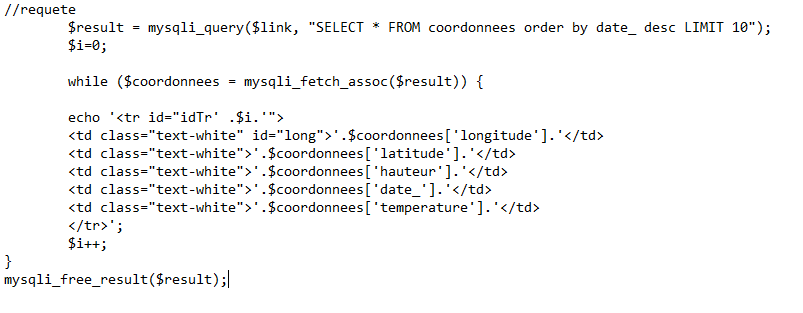 //requete
$result = mysqli_query($link, "SELECT * FROM coordonnees order by date_ desc LIMIT 10");
$i=0;
while ($coordonnees = mysqli_fetch_assoc($result)) {
echo '<tr id="idTr' .$i.'">
<td class="text-white" id="long">'.$coordonnees['longitude'].'</td>
<td class="text-white">'.$coordonnees['latitude'].'</td>
<td class="text-white">'.$coordonnees['hauteur'].'</td>
<td class="text-white">'.$coordonnees['date_'].'</td>
<td class="text-white">'.$coordonnees['temperature'].'</td>
</tr>';
$i++;
}
mysqli_free_result($result);